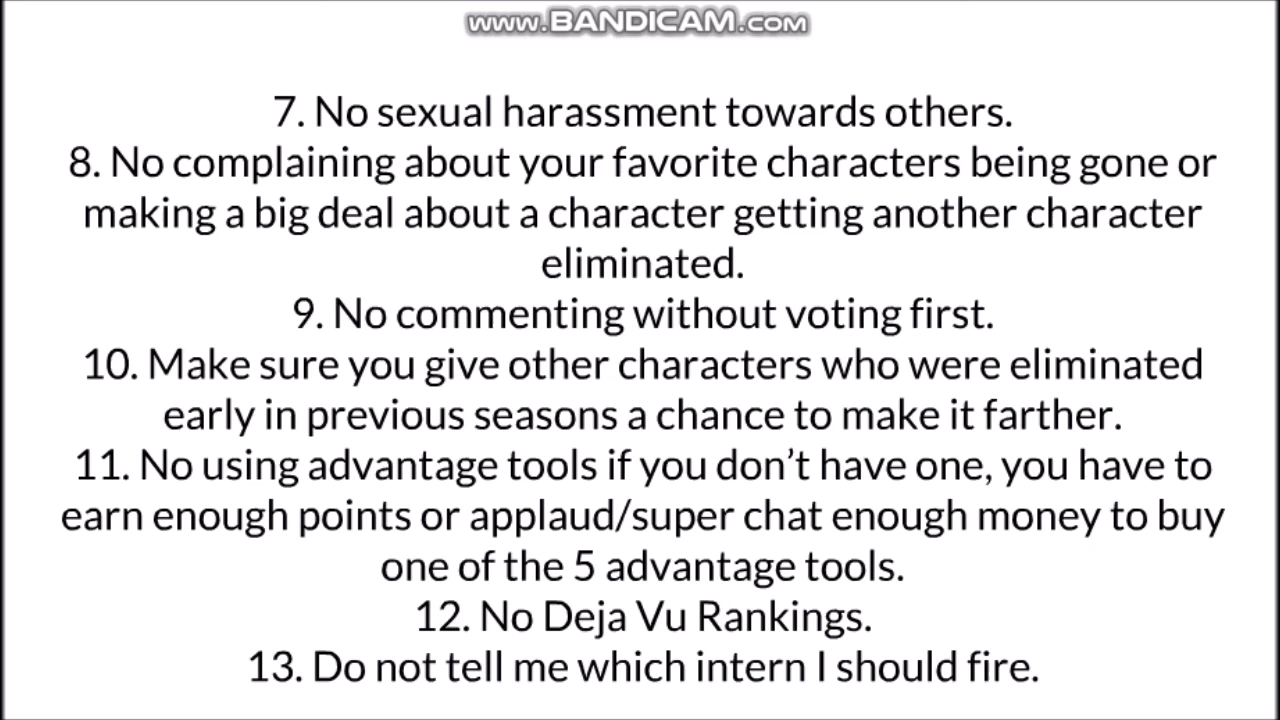 www.BANDICAM.com
7. No sexual harassment towards others.
8. No complaining about your favorite characters being gone or
making a big deal about a character getting another character
eliminated.
9. No commenting without voting first.
10. Make sure you give other characters who were eliminated
early in previous seasons a chance to make it farther.
11. No using advantage tools if you don’t have one, you have to
earn enough points or applaud/super chat enough money to buy
one of the 5 advantage tools.
12. No Deja Vu Rankings.
13. Do not tell me which intern I should fire.